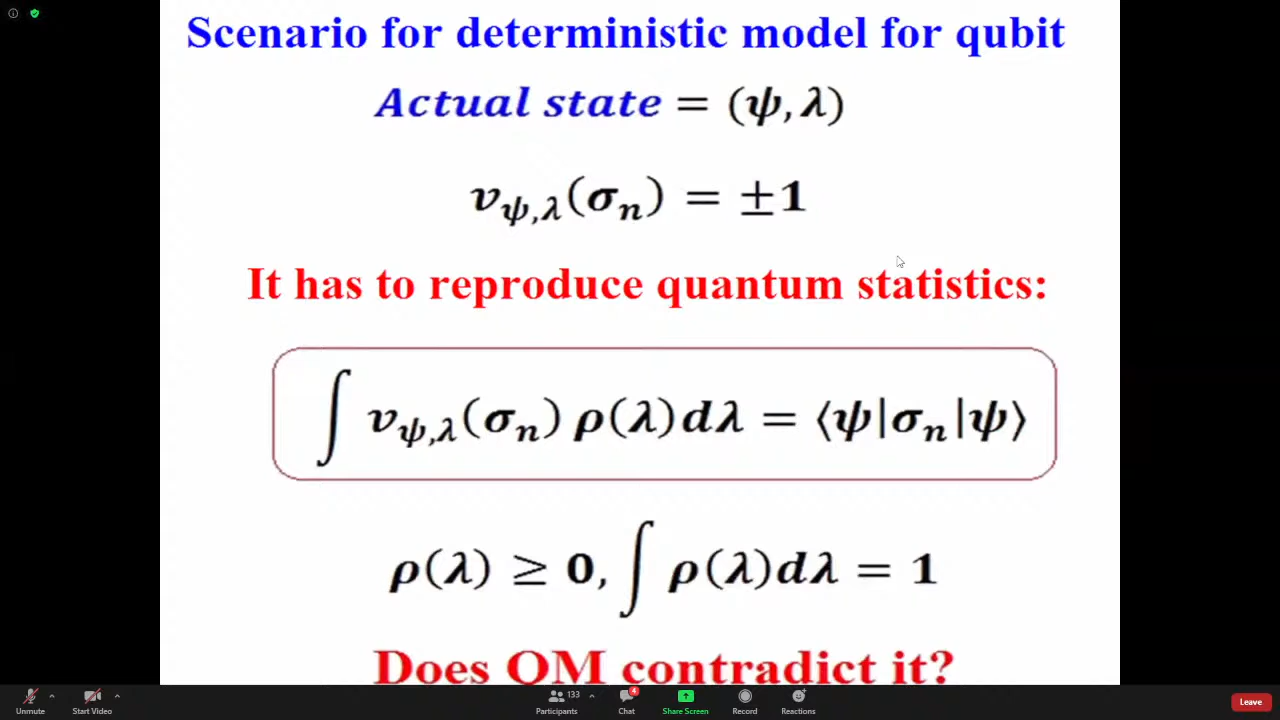 Scenario for deterministic model for qubit
Actual state = (ψ, λ)
v_{ψ,λ}(σ_n) = ±1
It has to reproduce quantum statistics:
∫ v_{ψ,λ}(σ_n) ρ(λ)dλ = ⟨ψ|σ_n|ψ⟩
ρ(λ) ≥ 0, ∫ ρ(λ)dλ = 1
Does QM contradict it?
133
4
Unmute
Start Video
Participants
Chat
Share Screen
Record
Reactions
Leave